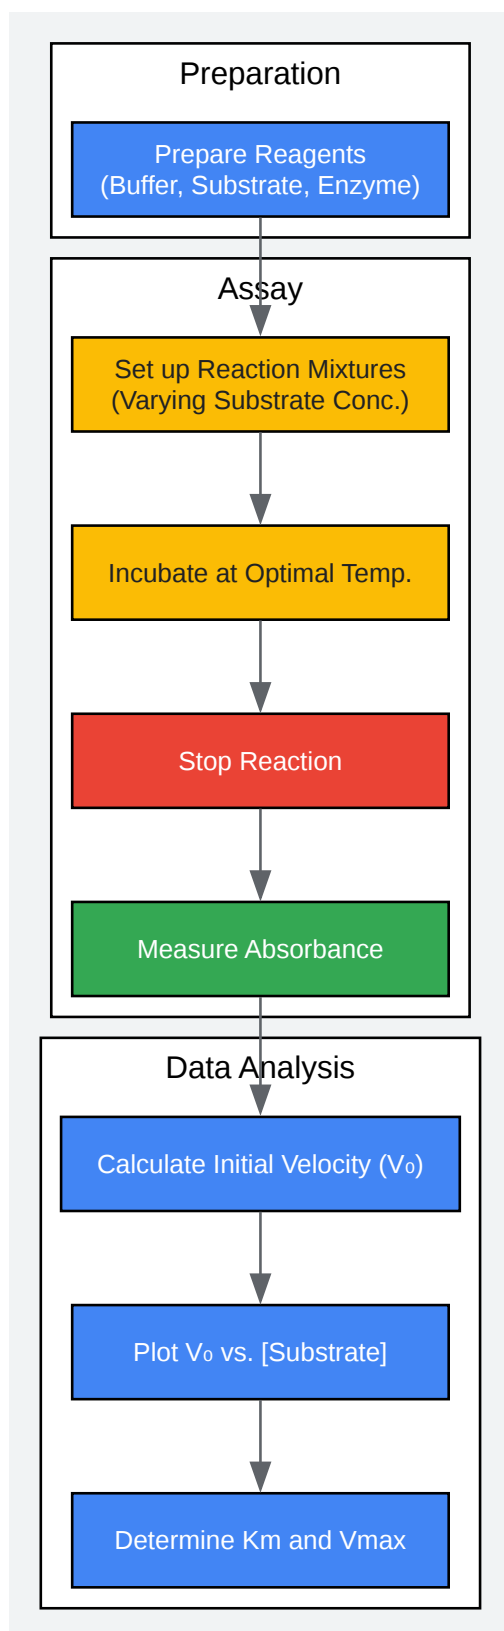 Preparation
Prepare Reagents
(Buffer, Substrate, Enzyme)
Assay
Set up Reaction Mixtures
(Varying Substrate Conc.)
Incubate at Optimal Temp.
Stop Reaction
Measure Absorbance
Data Analysis
Calculate Initial Velocity (V₀)
Plot V₀ vs. [Substrate]
Determine Km and Vmax